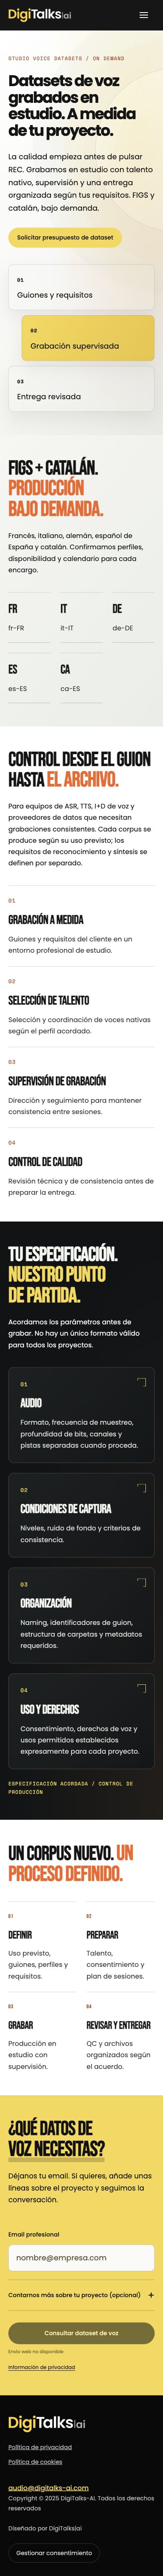 DigiTalks|ai
STUDIO VOICE DATASETS / ON DEMAND
Datasets de voz
grabados en
estudio. A medida
de tu proyecto.
La calidad empieza antes de pulsar
REC. Grabamos en estudio con talento
nativo, supervisión y una entrega
organizada según tus requisitos. FIGS y
catalán, bajo demanda.
Solicitar presupuesto de dataset
01
Guiones y requisitos
02
Grabación supervisada
03
Entrega revisada
FIGS + CATALÁN.
PRODUCCIÓN
BAJO DEMANDA.
Francés, italiano, alemán, español de
España y catalán. Confirmamos perfiles,
disponibilidad y calendario para cada
encargo.
FR IT DE
fr-FR it-IT de-DE
ES CA
es-ES ca-ES
CONTROL DESDE EL GUION
HASTA EL ARCHIVO.
Para equipos de ASR, TTS, I+D de voz y
proveedores de datos que necesitan
grabaciones consistentes. Cada corpus se
produce según su uso previsto; los
requisitos de reconocimiento y síntesis se
definen por separado.
01
GRABACIÓN A MEDIDA
Guiones y requisitos del cliente en un
entorno profesional de estudio.
02
SELECCIÓN DE TALENTO
Selección y coordinación de voces nativas
según el perfil acordado.
03
SUPERVISIÓN DE GRABACIÓN
Dirección y seguimiento para mantener
consistencia entre sesiones.
04
CONTROL DE CALIDAD
Revisión técnica y de consistencia antes de
preparar la entrega.
TU ESPECIFICACIÓN.
NUESTRO PUNTO
DE PARTIDA.
Acordamos los parámetros antes de
grabar. No hay un único formato válido
para todos los proyectos.
01
AUDIO
Formato, frecuencia de muestreo,
profundidad de bits, canales y
pistas separadas cuando proceda.
02
CONDICIONES DE CAPTURA
Niveles, ruido de fondo y criterios de
consistencia.
03
ORGANIZACIÓN
Naming, identificadores de guion,
estructura de carpetas y metadatos
requeridos.
04
USO Y DERECHOS
Consentimiento, derechos de voz y
usos permitidos establecidos
expresamente para cada proyecto.
ESPECIFICACIÓN ACORDADA / CONTROL DE
PRODUCCIÓN
UN CORPUS NUEVO. UN
PROCESO DEFINIDO.
01 02
DEFINIR PREPARAR
Uso previsto, Talento,
guiones, perfiles y consentimiento y
requisitos. plan de sesiones.
03 04
GRABAR REVISAR Y ENTREGAR
Producción en QC y archivos
estudio con organizados según
supervisión. el acuerdo.
¿QUÉ DATOS DE
VOZ NECESITAS?
Déjanos tu email. Si quieres, añade unas
líneas sobre el proyecto y seguimos la
conversación.
Email profesional
nombre@empresa.com
Contarnos más sobre tu proyecto (opcional) +
Consultar dataset de voz
Envío web no disponible
Información de privacidad
DigiTalks|ai
Política de privacidad
Política de cookies
audio@digitalks-ai.com
Copyright © 2025 DigiTalks-AI. Todos los derechos
reservados
Diseñado por DigiTalks|ai
Gestionar consentimiento